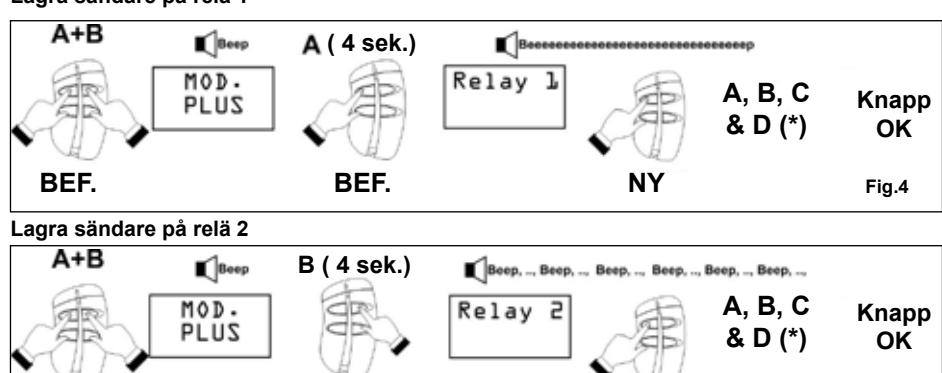 Lagra sändare på relä 1
A+B
Beep
MOD.
PLUS
A ( 4 sek.)
Beeeeeeeeeeeeeeeeeeeeeeeeeeeeeep
Relay 1
A, B, C
& D (*)
Knapp
OK
BEF.
BEF.
NY
Fig.4
Lagra sändare på relä 2
A+B
Beep
MOD.
PLUS
B ( 4 sek.)
Beep, .., Beep, .., Beep, .., Beep, .., Beep, .., Beep, ..,
Relay 2
A, B, C
& D (*)
Knapp
OK